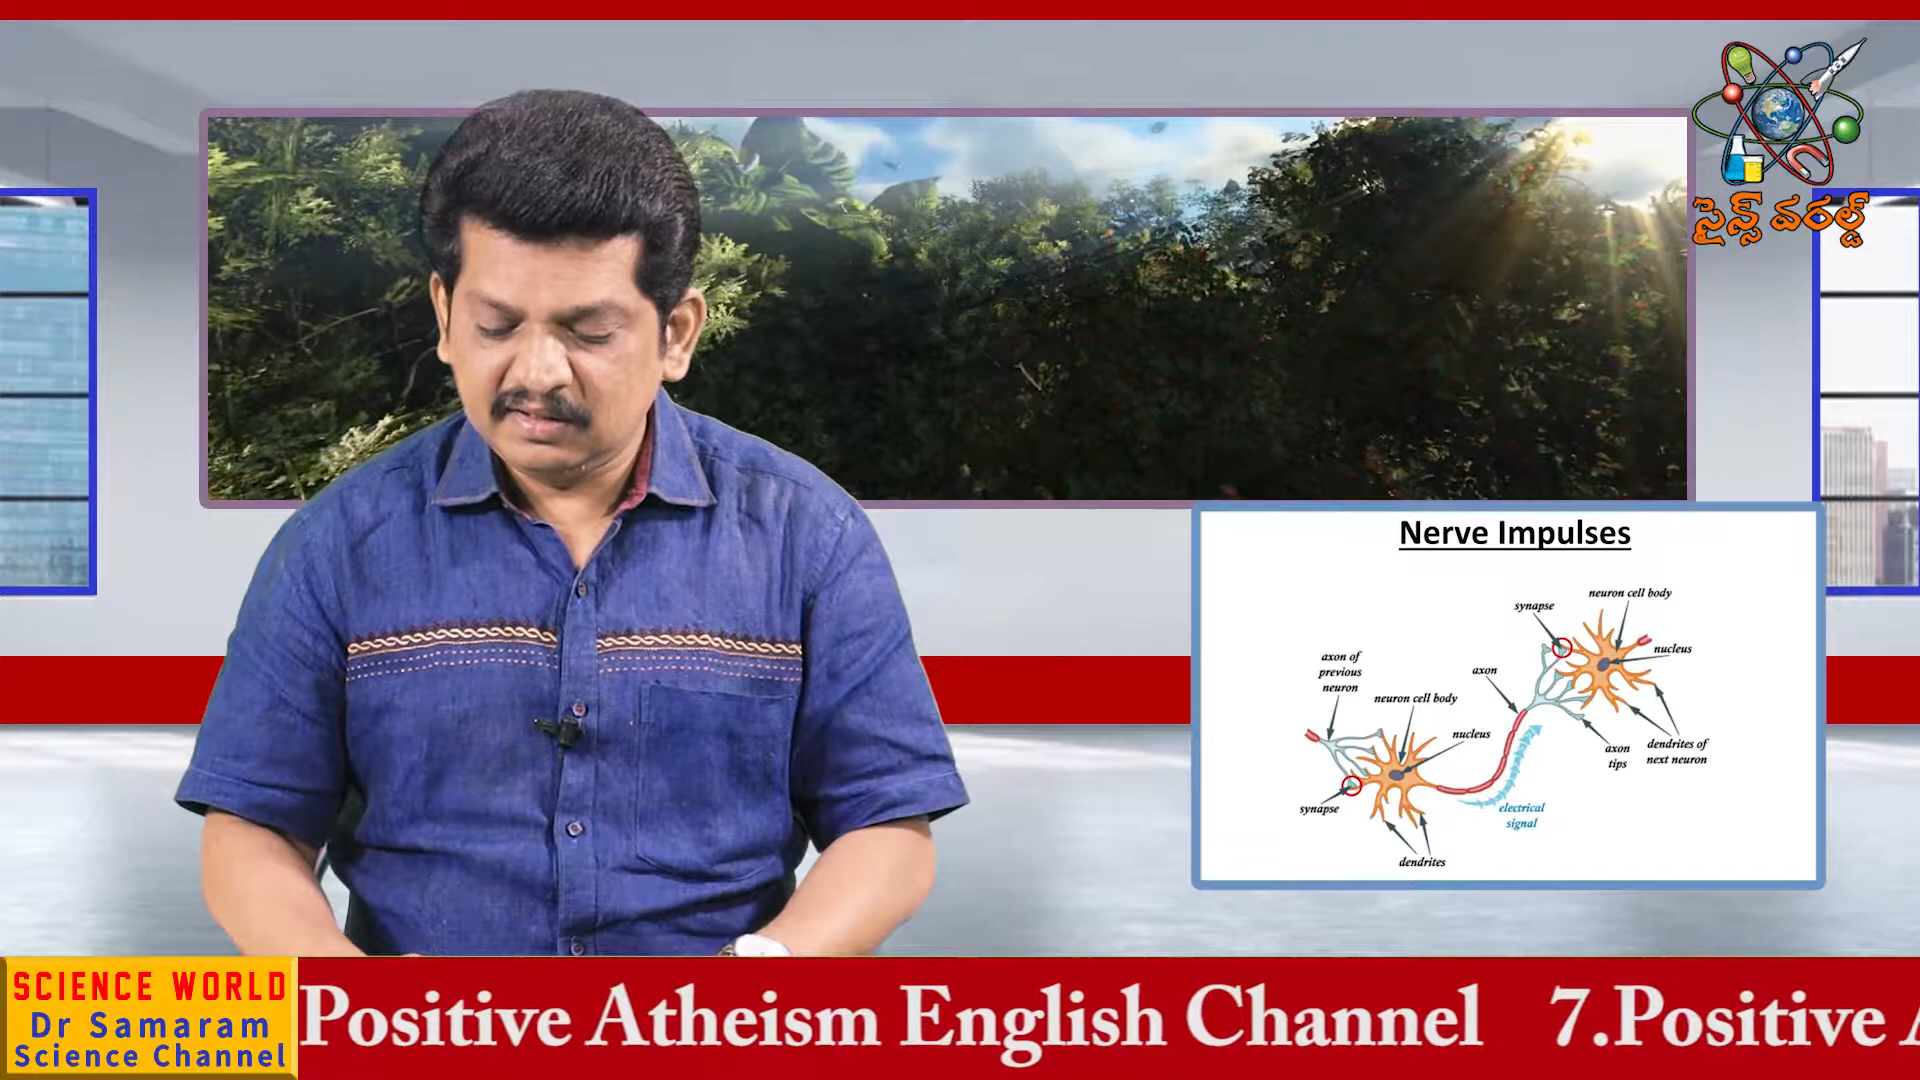 సైన్స్ వరల్డ్
Nerve Impulses
neuron cell body
synapse
nucleus
axon of
previous
neuron
axon
neuron cell body
nucleus
axon
tips
dendrites of
next neuron
synapse
electrical
signal
dendrites
SCIENCE WORLD
Dr Samaram
Science Channel
Positive Atheism English Channel 7.Positive